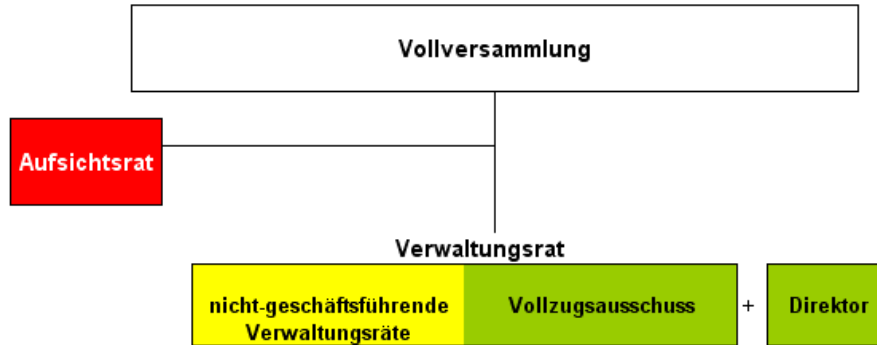 Vollversammlung
Aufsichtsrat
Verwaltungsrat
nicht-geschäftsführende
Verwaltungsräte
Vollzugsausschuss
+
Direktor